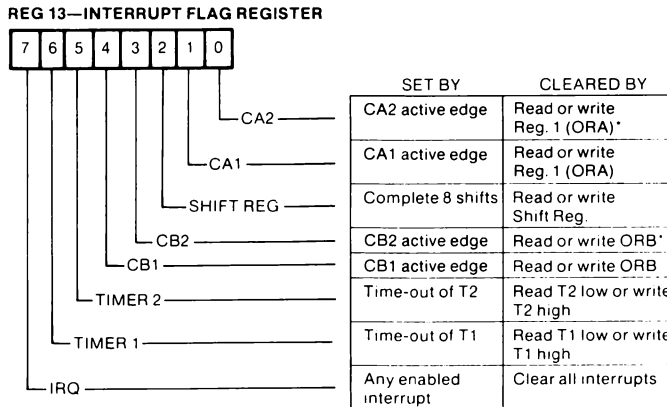 REG 13—INTERRUPT FLAG REGISTER
7 6 5 4 3 2 1 0
SET BY CLEARED BY
CA2 CA2 active edge Read or write
Reg. 1 (ORA)*
CA1 CA1 active edge Read or write
Reg. 1 (ORA)
SHIFT REG Complete 8 shifts Read or write
Shift Reg.
CB2 CB2 active edge Read or write ORB*
CB1 CB1 active edge Read or write ORB
TIMER 2 Time-out of T2 Read T2 low or write
T2 high
TIMER 1 Time-out of T1 Read T1 low or write
T1 high
IRQ Any enabled Clear all interrupts
interrupt